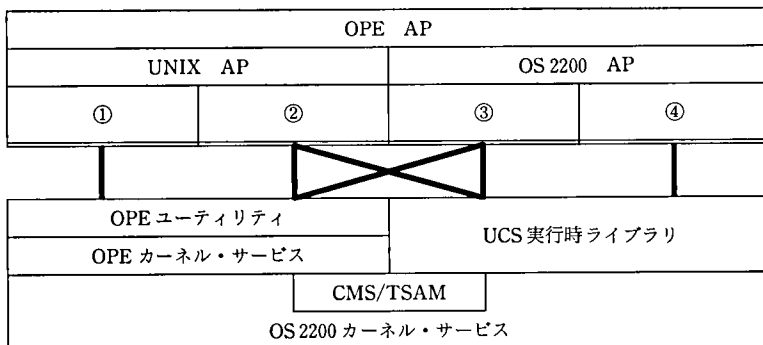 OPE AP
UNIX AP
OS 2200 AP
① ② ③ ④
OPE ユーティリティ
OPE カーネル・サービス
UCS 実行時ライブラリ
CMS/TSAM
OS 2200 カーネル・サービス